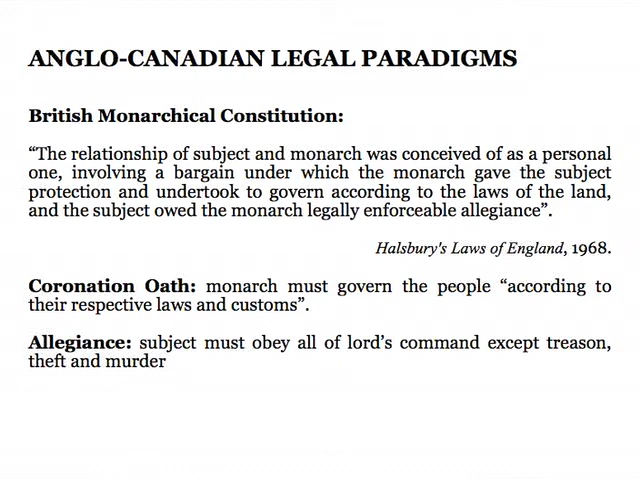 ANGLO-CANADIAN LEGAL PARADIGMS
British Monarchical Constitution:
“The relationship of subject and monarch was conceived of as a personal
one, involving a bargain under which the monarch gave the subject
protection and undertook to govern according to the laws of the land,
and the subject owed the monarch legally enforceable allegiance”.
Halsbury's Laws of England, 1968.
Coronation Oath: monarch must govern the people “according to
their respective laws and customs”.
Allegiance: subject must obey all of lord’s command except treason,
theft and murder